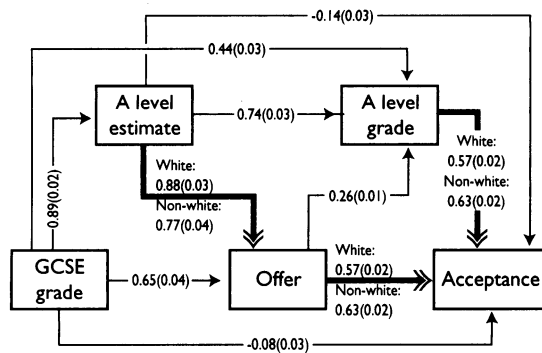 -0.14(0.03)
0.44(0.03)
A level
estimate
0.74(0.03)
A level
grade
White:
0.88(0.03)
Non-white:
0.77(0.04)
White:
0.57(0.02)
Non-white:
0.63(0.02)
0.89(0.02)
0.26(0.01)
GCSE
grade
0.65(0.04)
Offer
White:
0.57(0.02)
Non-white:
0.63(0.02)
Acceptance
-0.08(0.03)